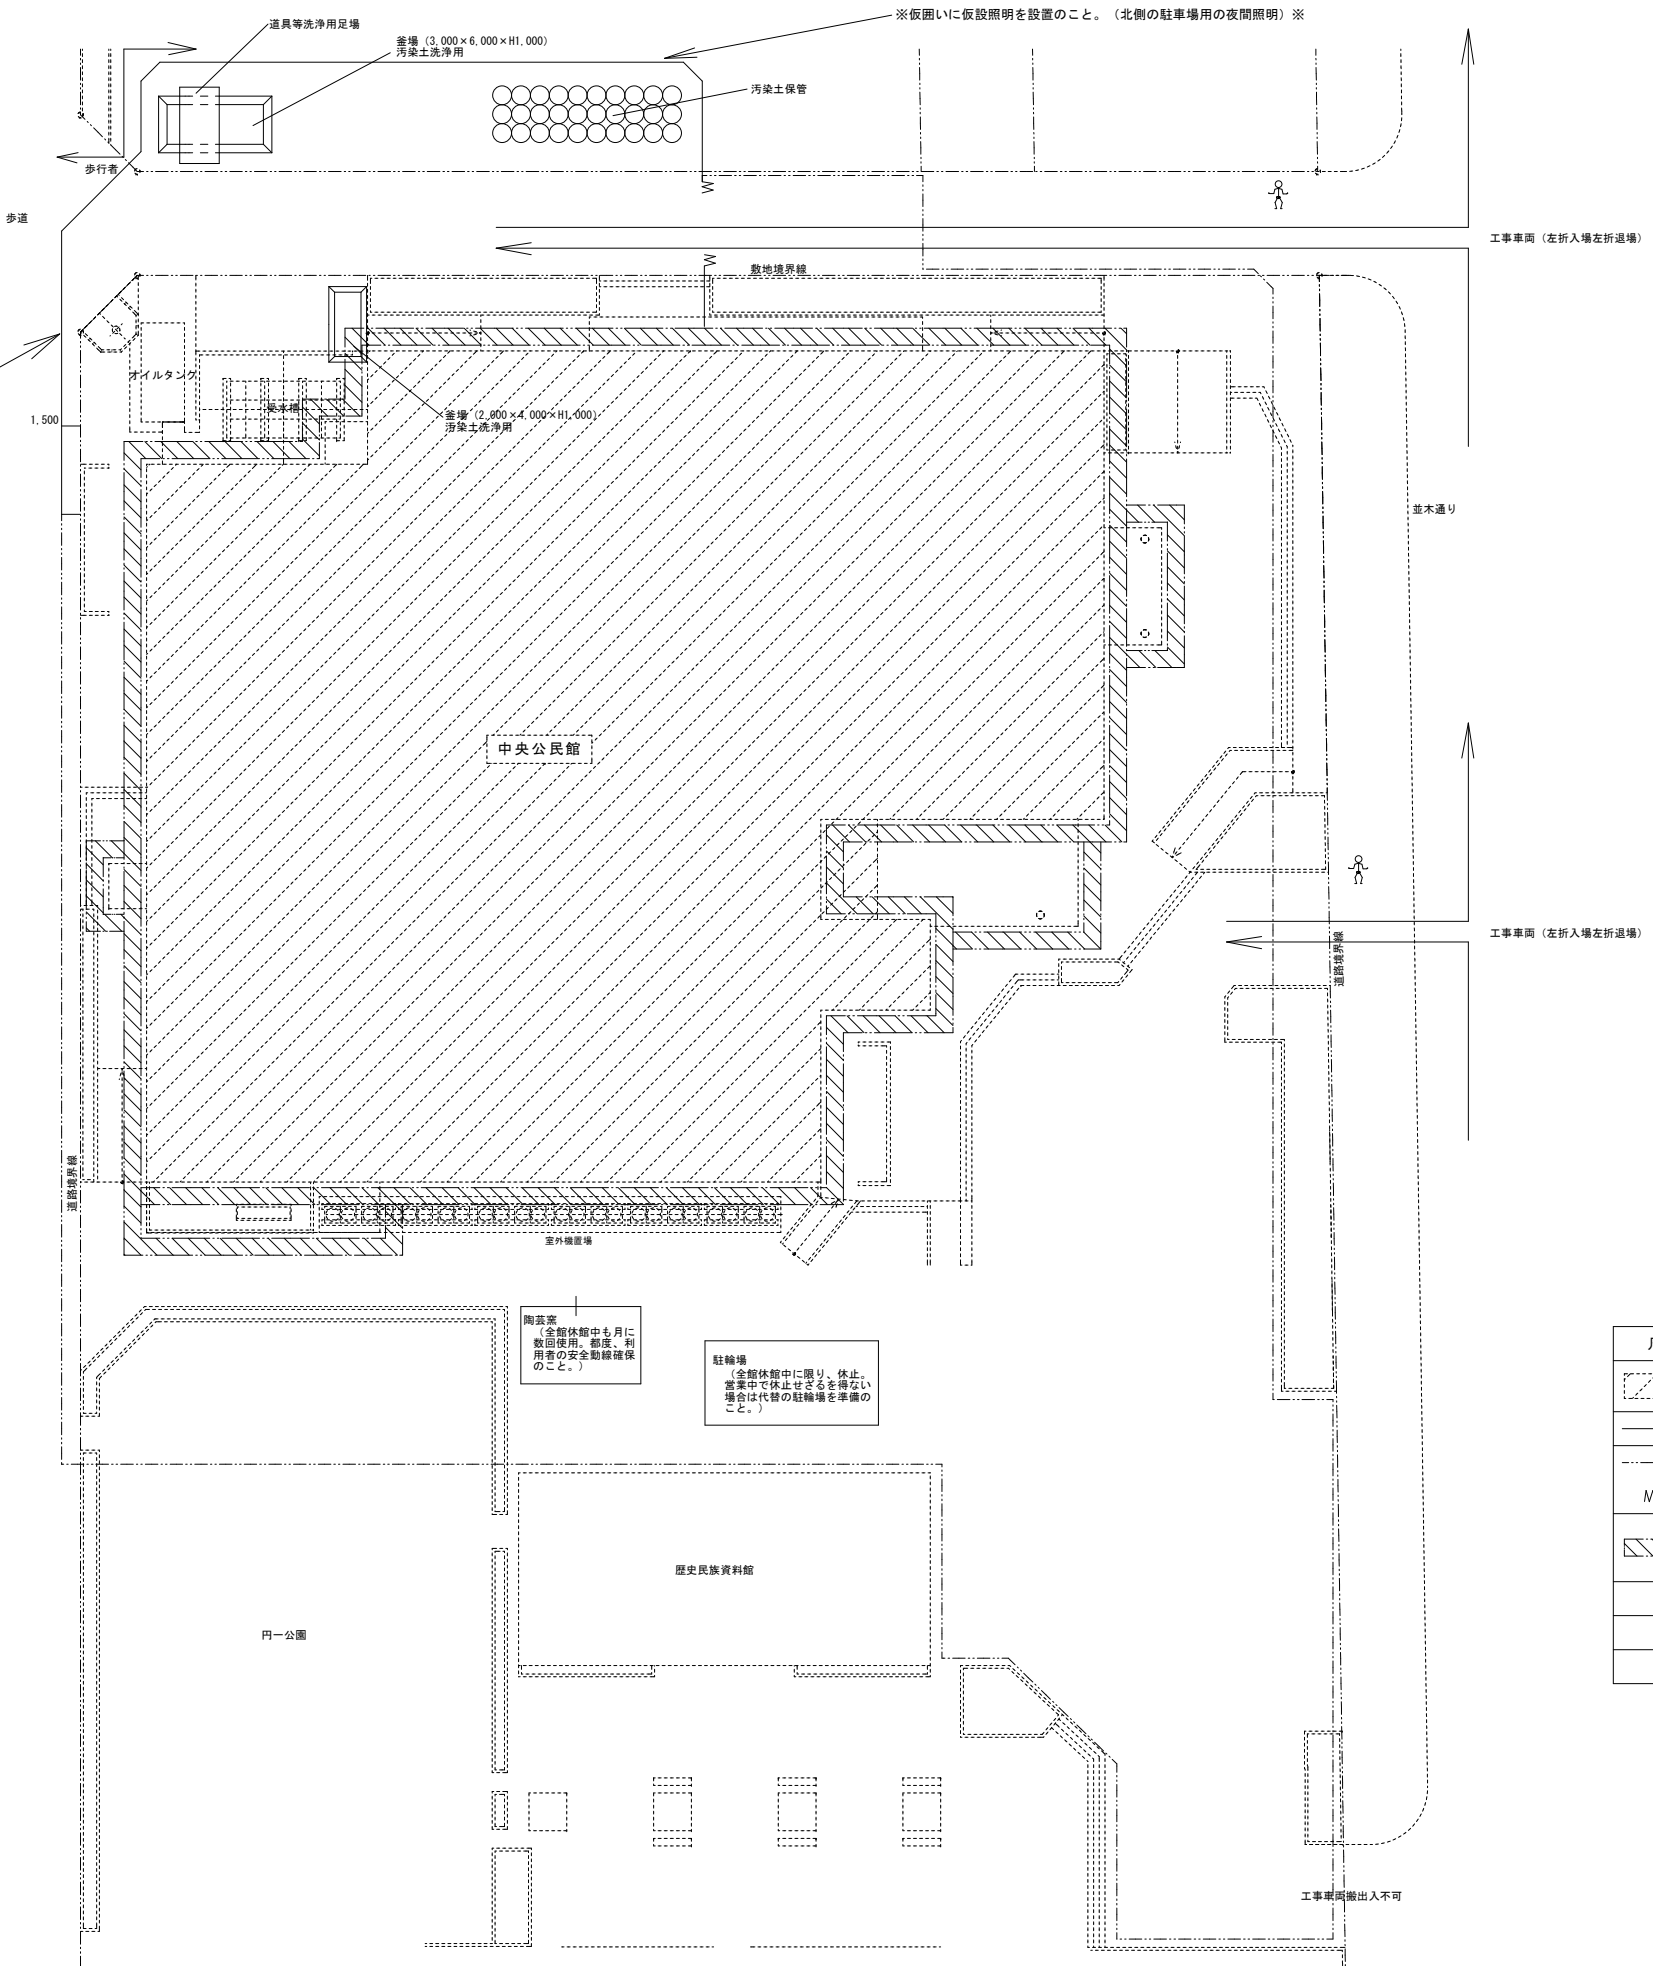 ※仮囲いに仮設照明を設置のこと。（北側の駐車場用の夜間照明）※
道具等洗浄用足場
釜場（3,000×6,000×H1,000）
汚染土洗浄用
汚染土保管
歩行者
歩道
工事車両（左折入場左折退場）
敷地境界線
オイルタンク
受水槽
釜場（2,000×4,000×H1,000）
汚染土洗浄用
1,500
並木通り
中央公民館
工事車両（左折入場左折退場）
道路境界線
道路境界線
室外機置場
陶芸窯
（全館休館中も月に
数回使用。都度、利
用者の安全動線確保
のこと。）
駐輪場
（全館休館中に限り、休止。
営業中で休止せざるを得ない
場合は代替の駐輪場を準備の
こと。）
歴史民族資料館
円一公園
工事車両搬出入不可